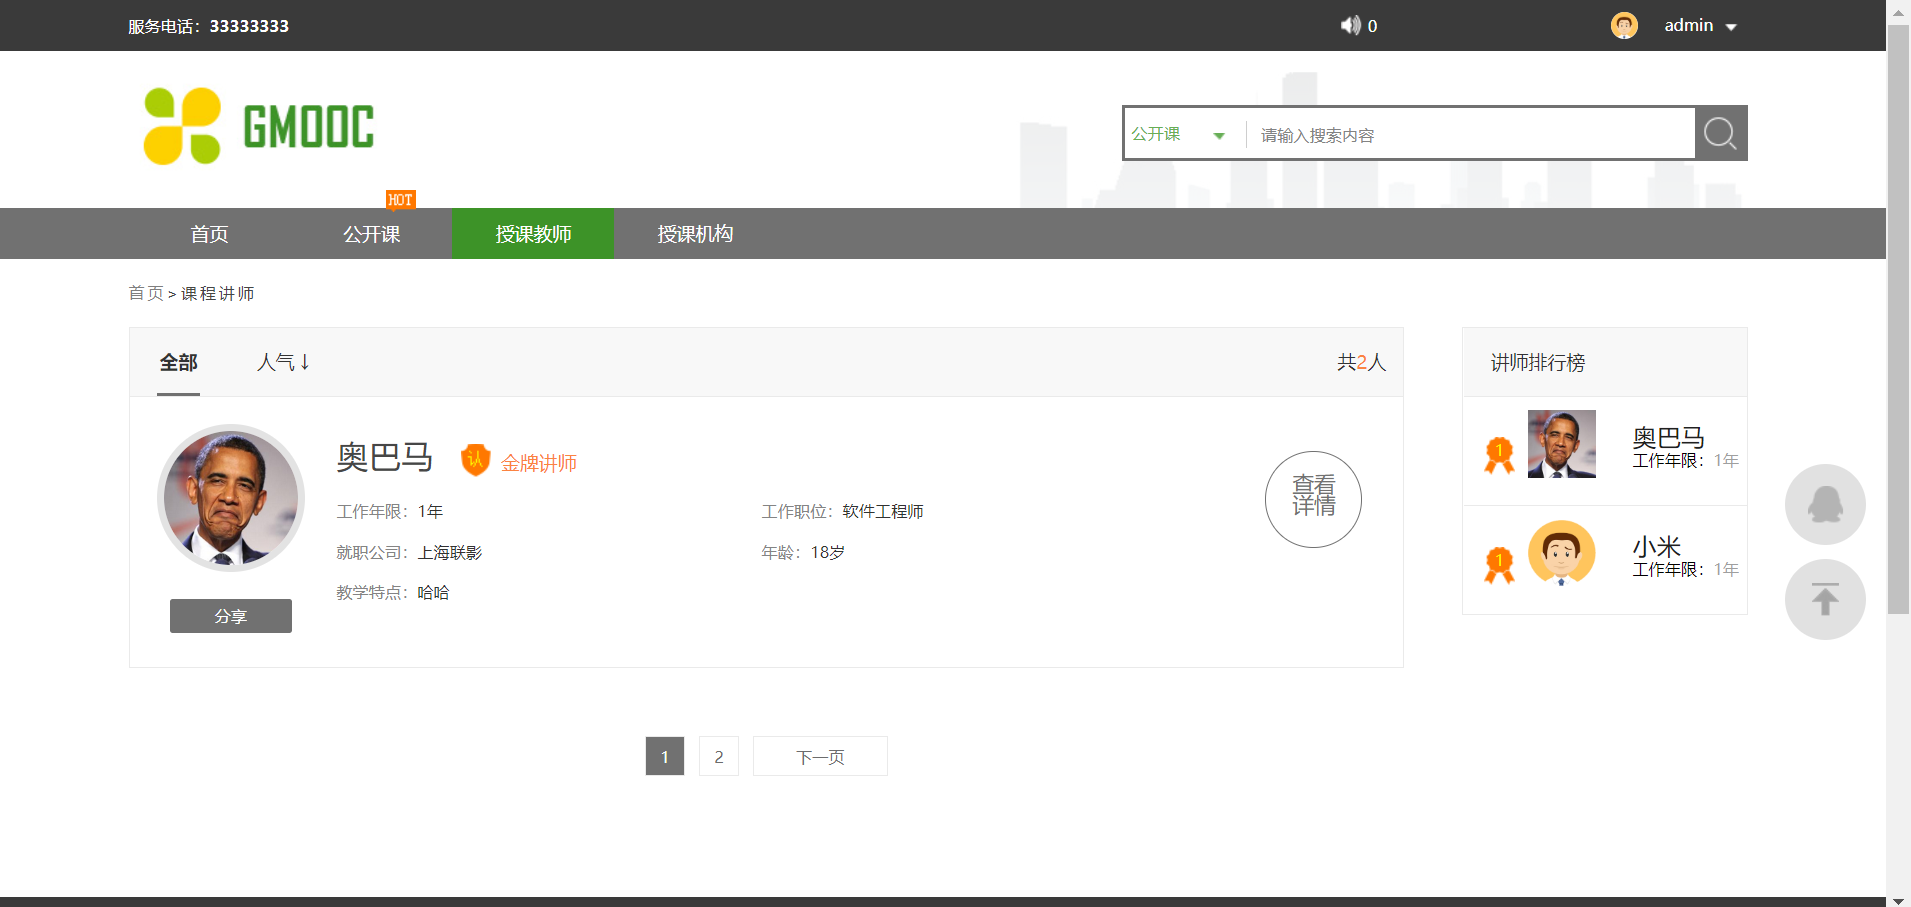 服务电话：33333333
0
admin
GMOOC
公开课
请输入搜索内容
HOT
首页
公开课
授课教师
授课机构
首页 > 课程讲师
全部
人气↓
共2人
奥巴马
认
金牌讲师
工作年限：1年
工作职位：软件工程师
就职公司：上海联影
年龄：18岁
教学特点：哈哈
分享
查看
详情
讲师排行榜
1
奥巴马
工作年限：1年
1
小米
工作年限：1年
1
2
下一页